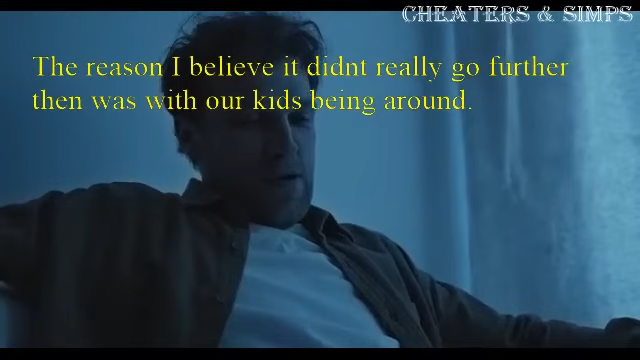 CHEATERS & SIMPS
The reason I believe it didnt really go further
then was with our kids being around.